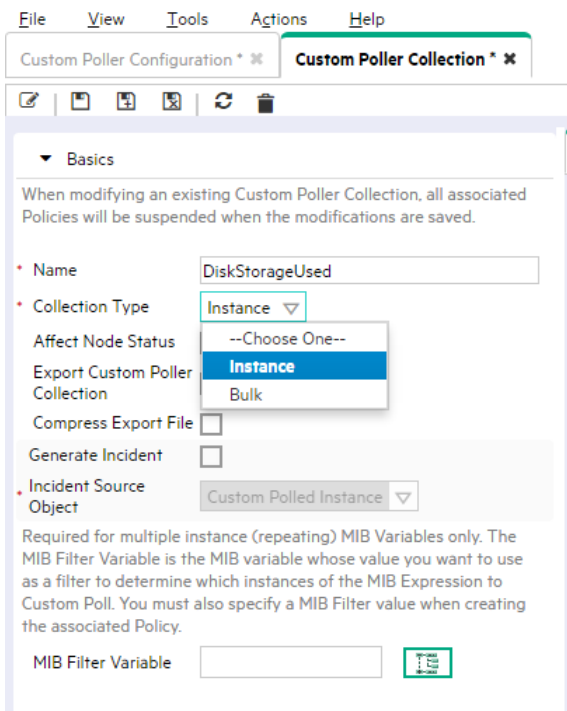 File View Tools Actions Help
Custom Poller Configuration * Custom Poller Collection *
Basics
When modifying an existing Custom Poller Collection, all associated
Policies will be suspended when the modifications are saved.
* Name DiskStorageUsed
* Collection Type Instance
Affect Node Status --Choose One--
Export Custom Poller Instance
Collection Bulk
Compress Export File
Generate Incident
* Incident Source
Object Custom Polled Instance
Required for multiple instance (repeating) MIB Variables only. The
MIB Filter Variable is the MIB variable whose value you want to use
as a filter to determine which instances of the MIB Expression to
Custom Poll. You must also specify a MIB Filter value when creating
the associated Policy.
MIB Filter Variable